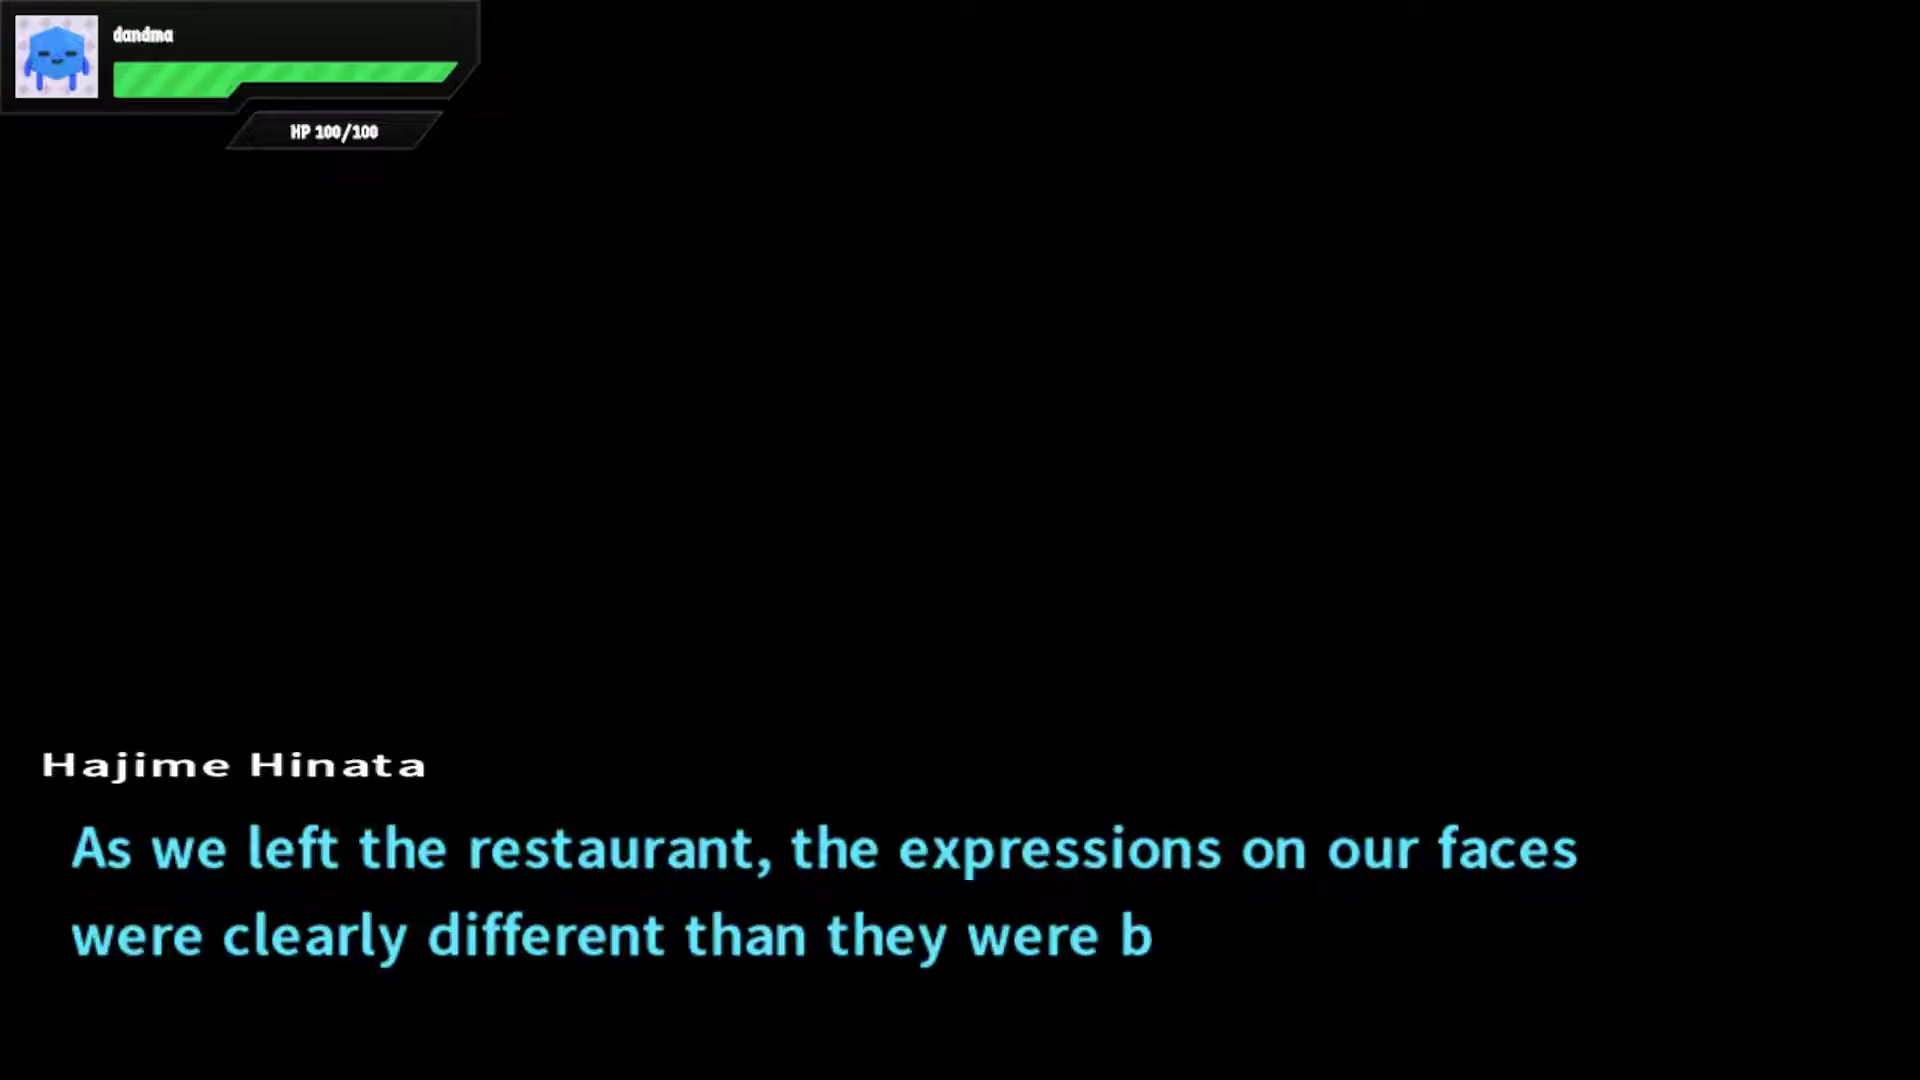 dandma
HP 100/100
Hajime Hinata
As we left the restaurant, the expressions on our faces
were clearly different than they were b